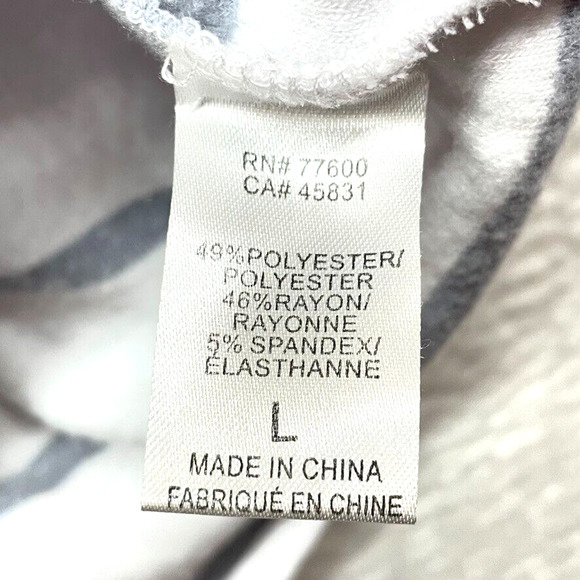 RN# 77600
CA# 45831
49%POLYESTER/
POLYESTER
46%RAYON/
RAYONNE
5% SPANDEX/
ÉLASTHANNE
L
MADE IN CHINA
FABRIQUÉ EN CHINE